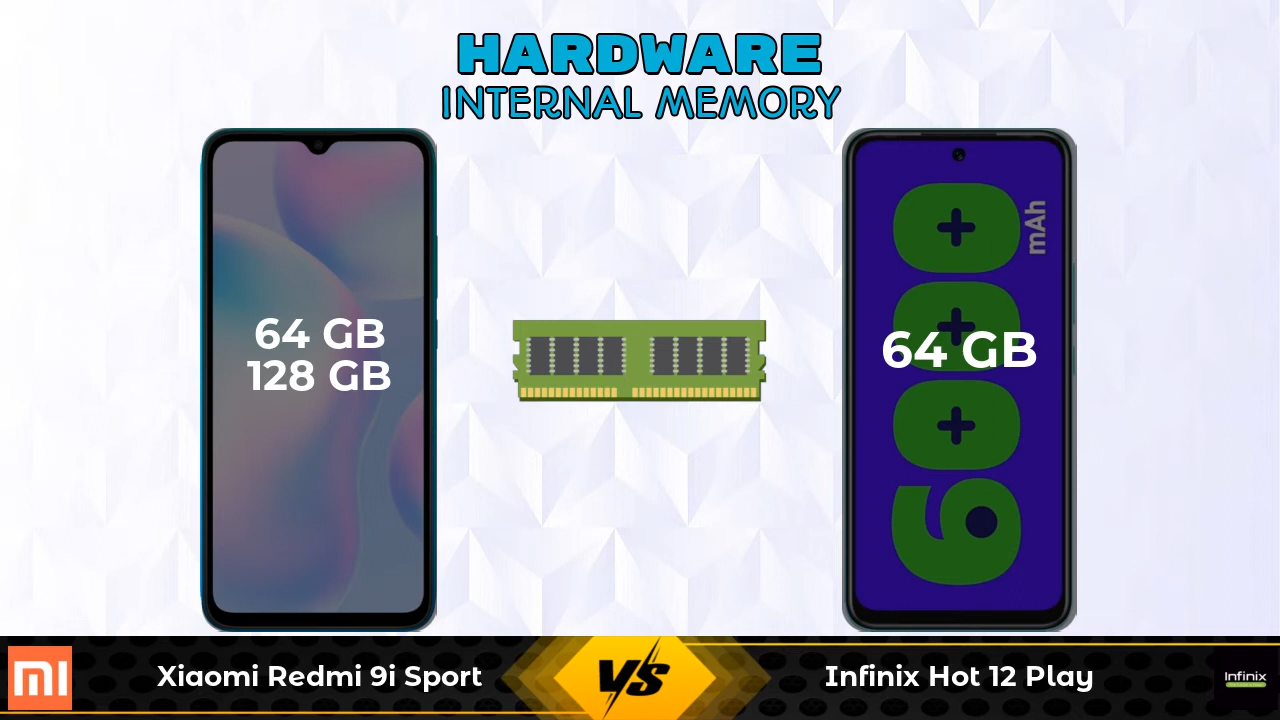 HARDWARE
INTERNAL MEMORY
64 GB
128 GB
6000
mAh
64 GB
mi
Xiaomi Redmi 9i Sport
VS
Infinix Hot 12 Play
Infinix